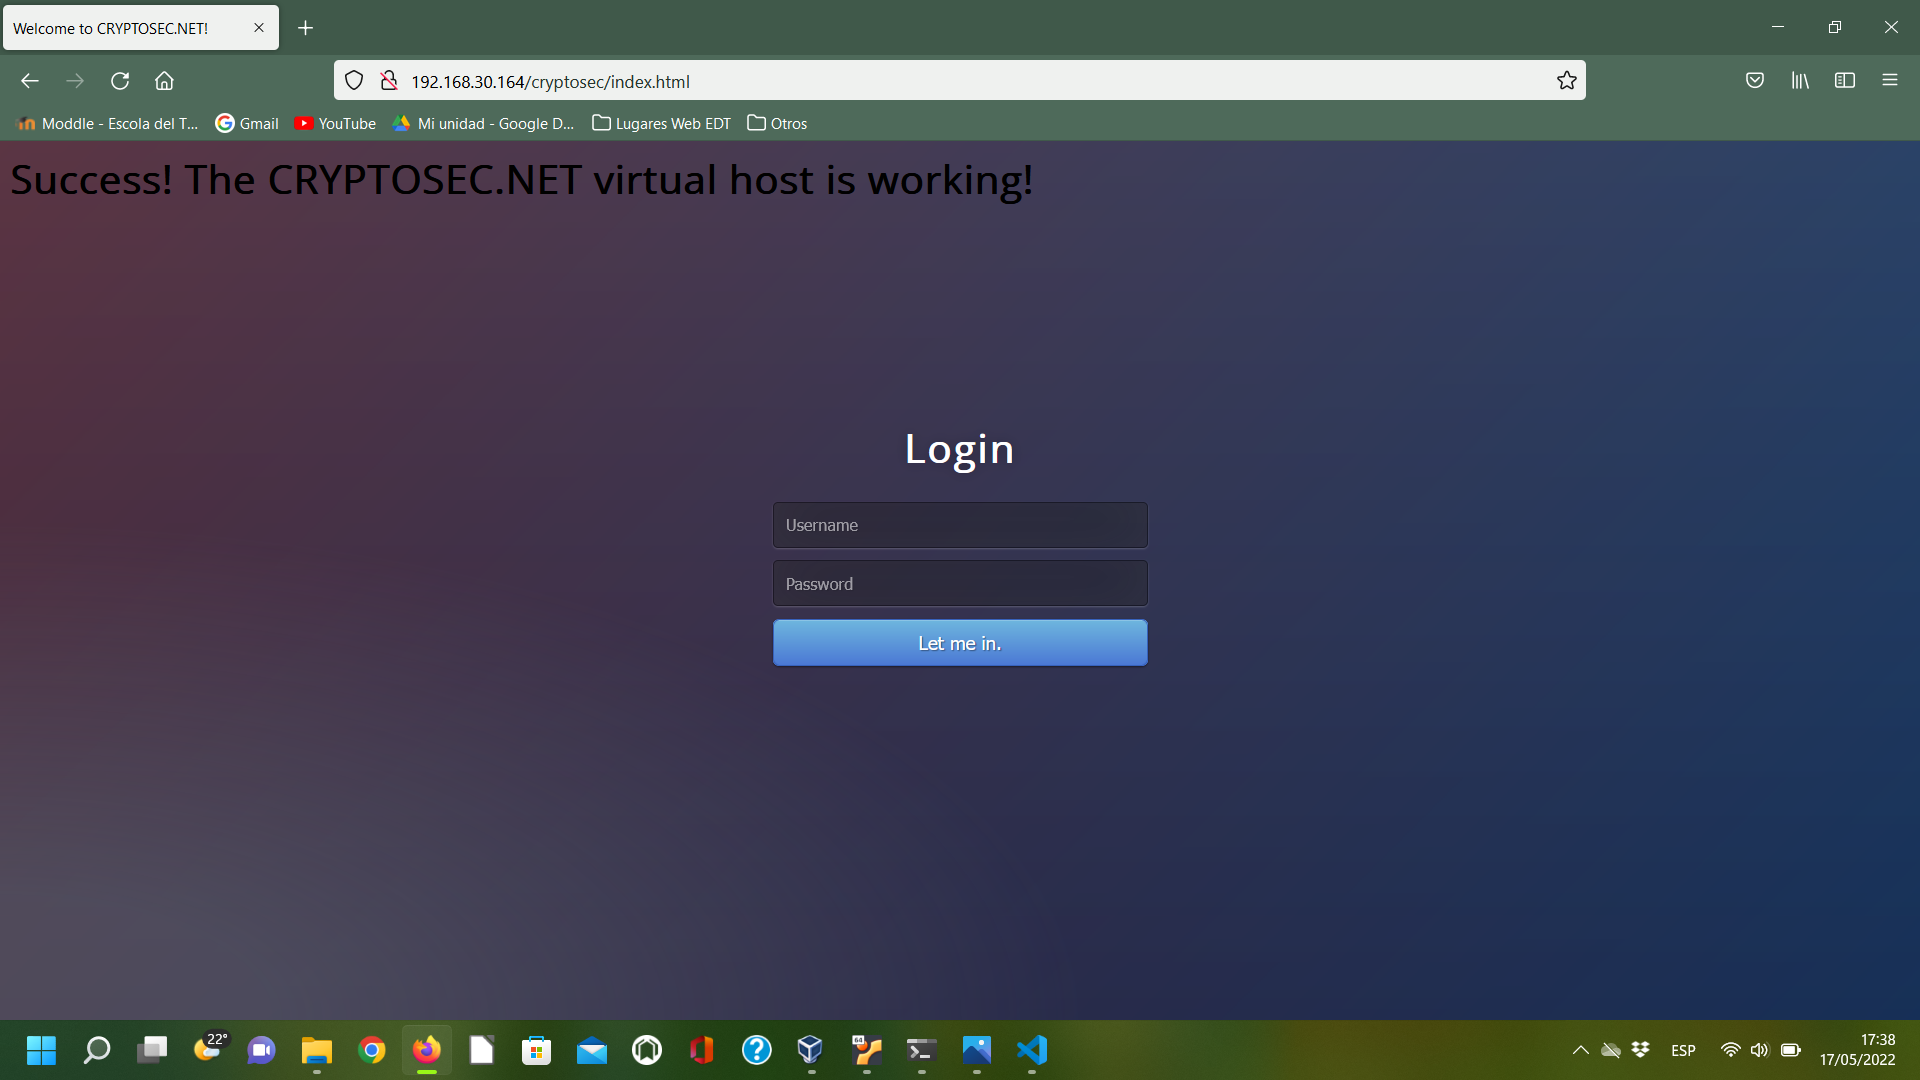 Welcome to CRYPTOSEC.NET!
192.168.30.164/cryptosec/index.html
Moddle - Escola del T... Gmail YouTube Mi unidad - Google D... Lugares Web EDT Otros
Success! The CRYPTOSEC.NET virtual host is working!
Login
Username
Password
Let me in.
22°
64
ESP
17:38
17/05/2022